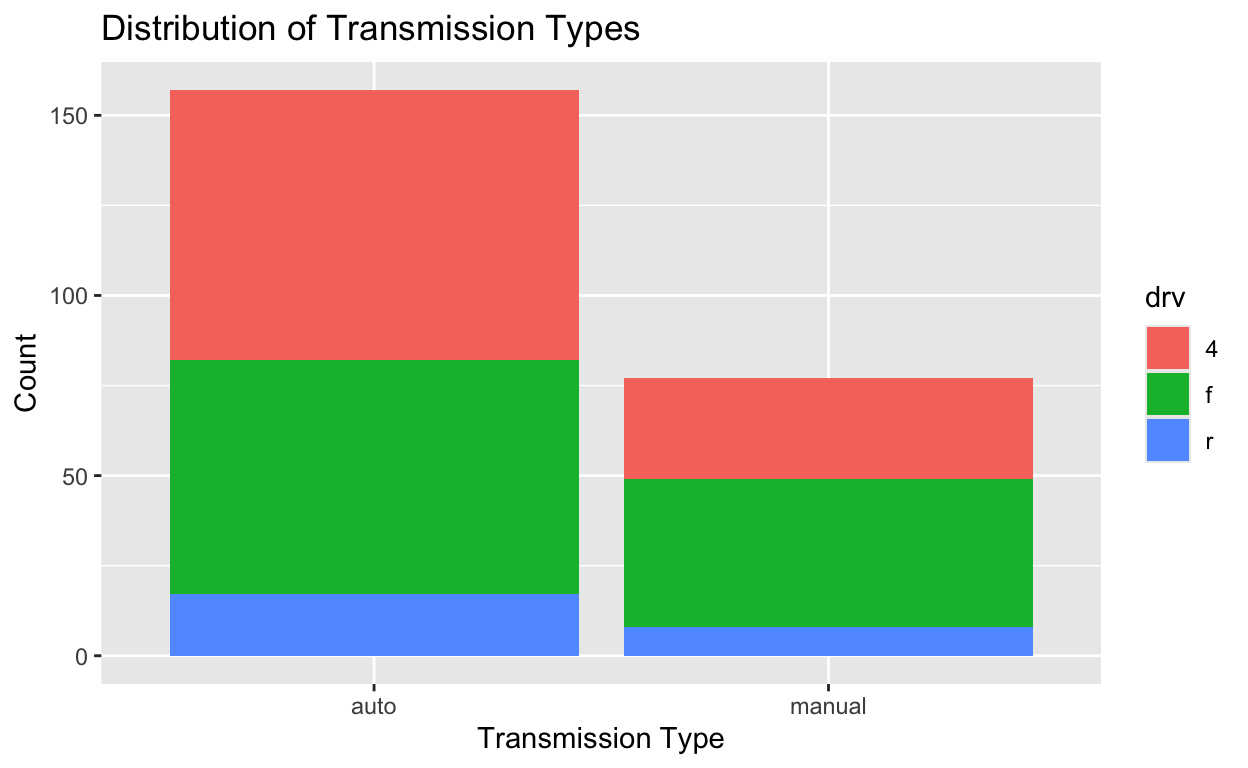 Distribution of Transmission Types
150
100
50
0
Count
auto manual
Transmission Type
drv
4
f
r